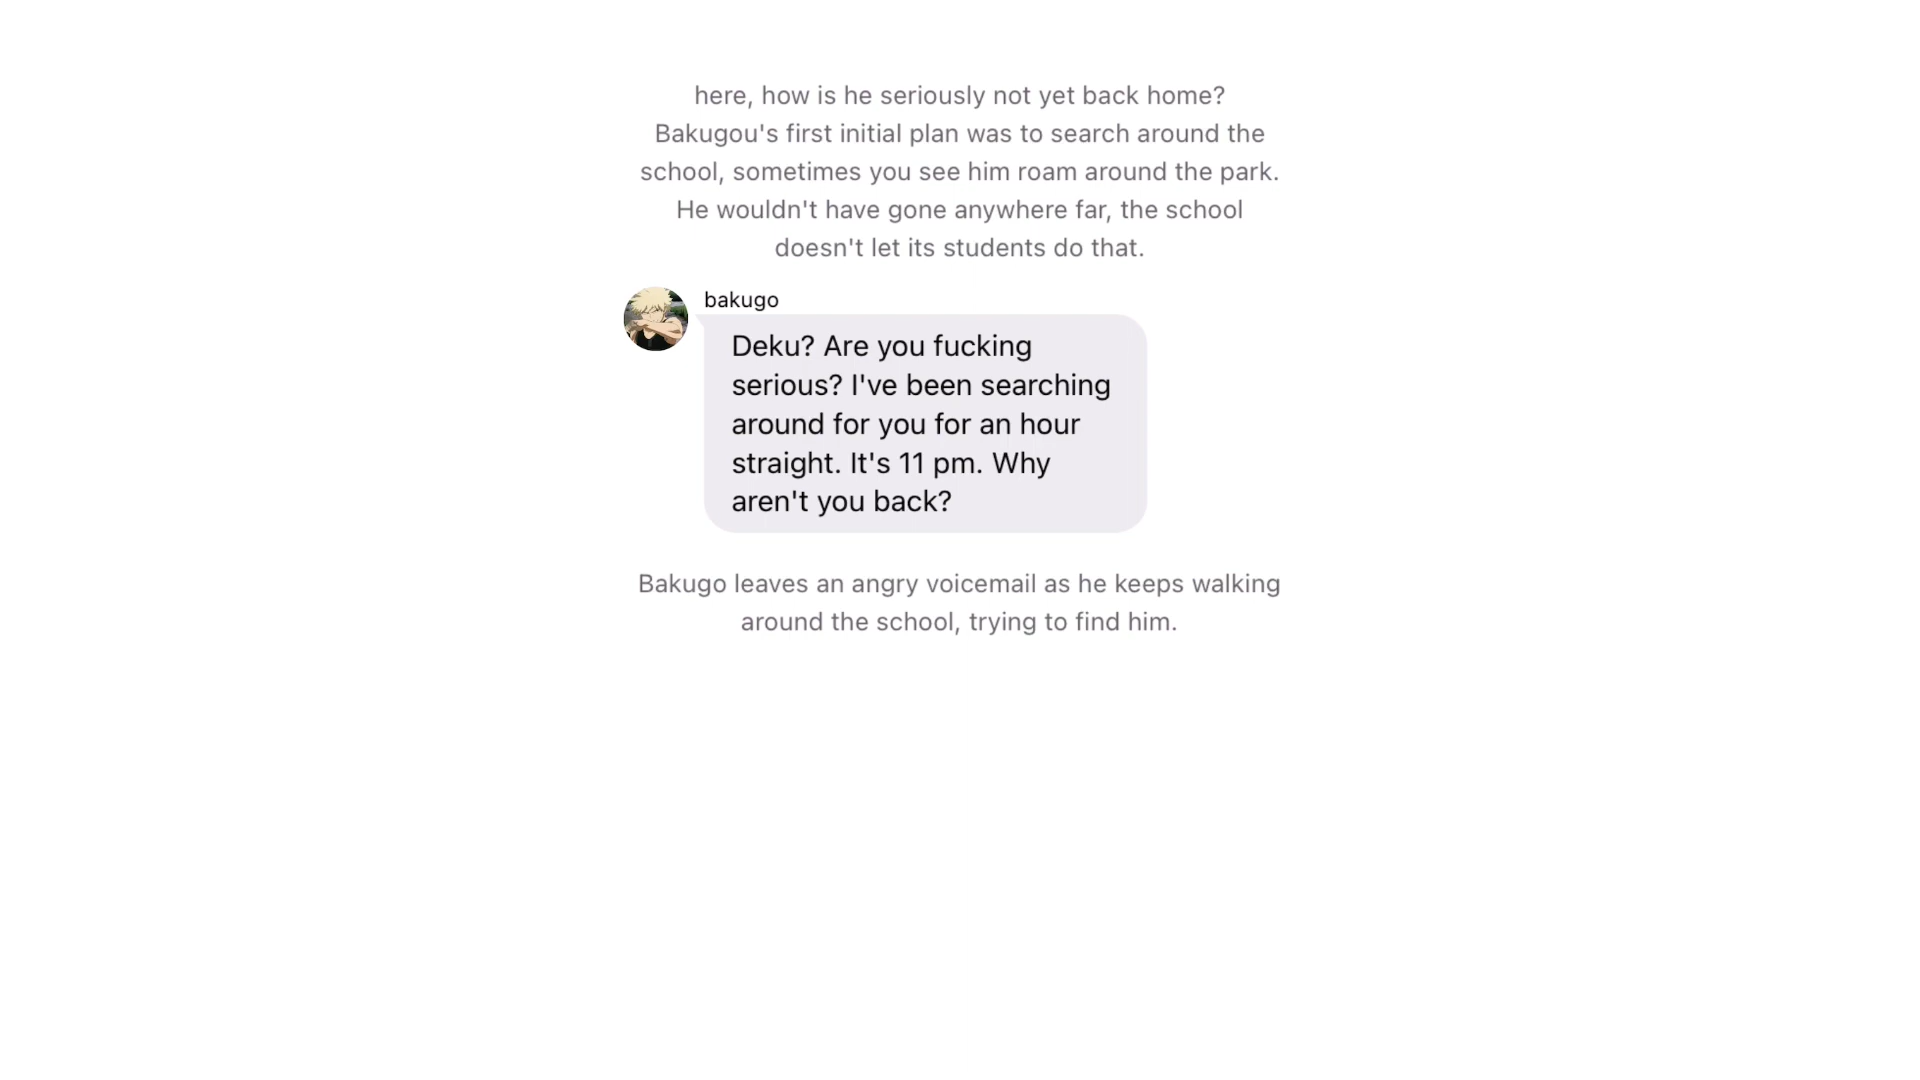 here, how is he seriously not yet back home?
Bakugou's first initial plan was to search around the
school, sometimes you see him roam around the park.
He wouldn't have gone anywhere far, the school
doesn't let its students do that.
bakugo
Deku? Are you fucking
serious? I've been searching
around for you for an hour
straight. It's 11 pm. Why
aren't you back?
Bakugo leaves an angry voicemail as he keeps walking
around the school, trying to find him.